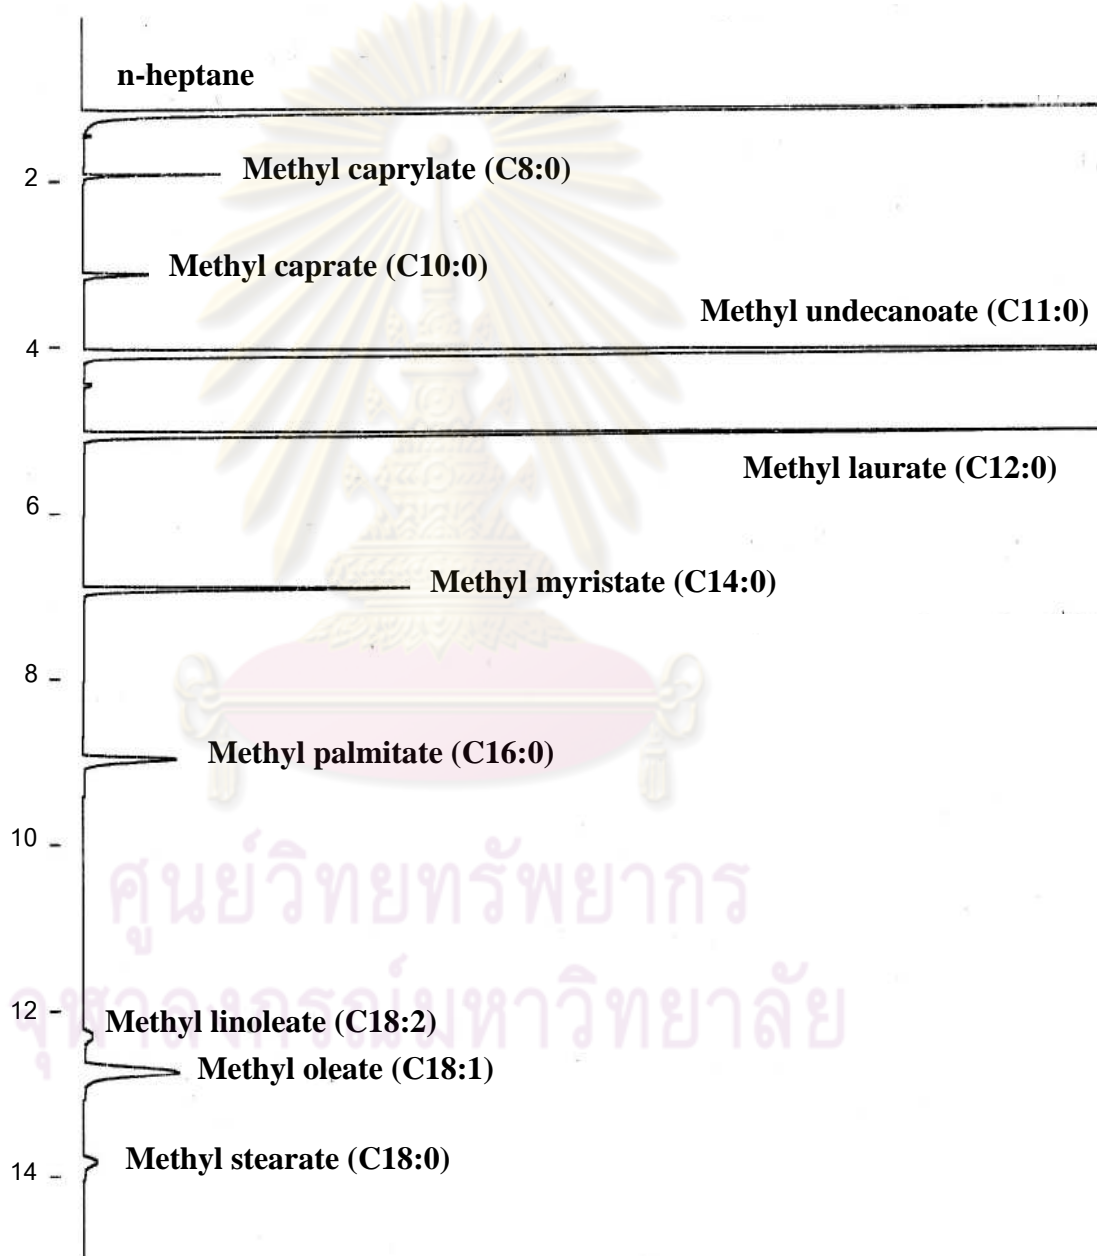 n-heptane
2
Methyl caprylate (C8:0)
Methyl caprate (C10:0)
Methyl undecanoate (C11:0)
4
Methyl laurate (C12:0)
6
Methyl myristate (C14:0)
8
Methyl palmitate (C16:0)
10
ศูนย์วิทยทรัพยากร
จุฬาลงกรณ์มหาวิทยาลัย
12
Methyl linoleate (C18:2)
Methyl oleate (C18:1)
Methyl stearate (C18:0)
14